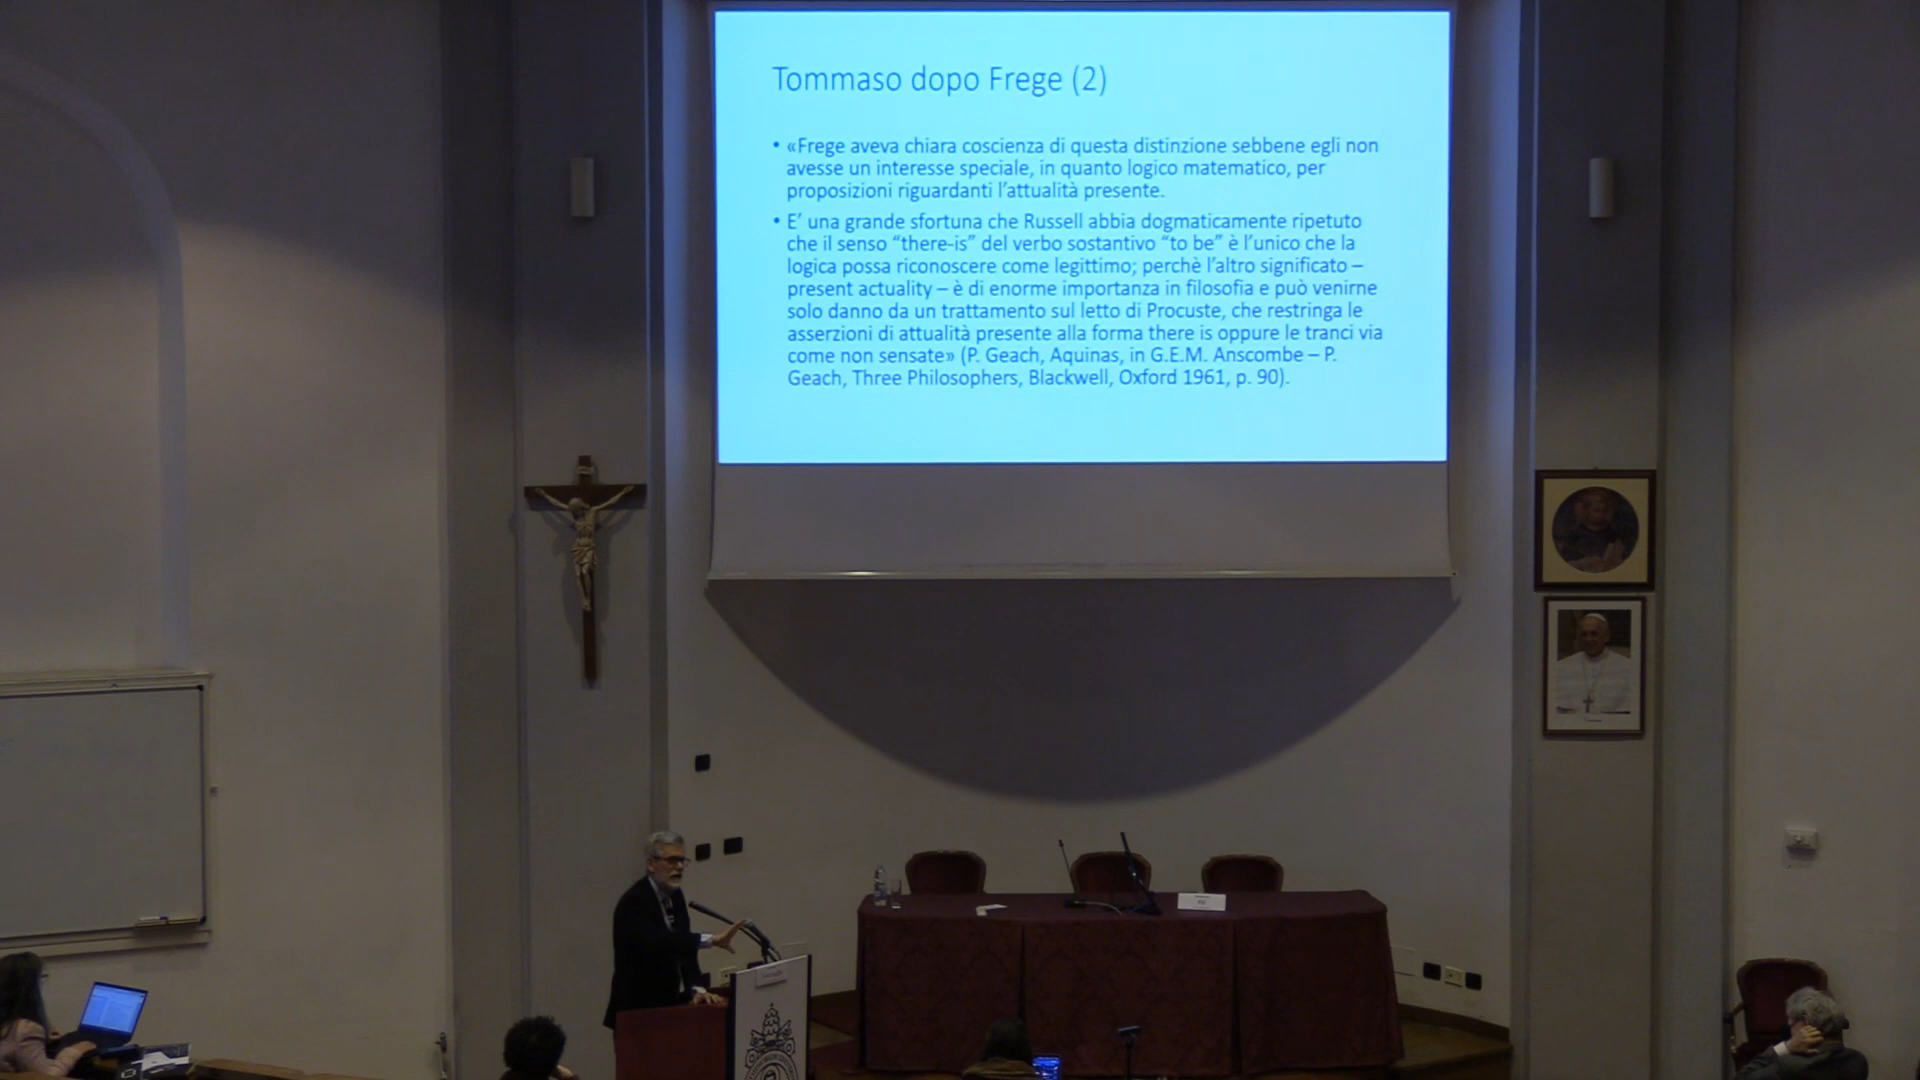 Tommaso dopo Frege (2)
• «Frege aveva chiara coscienza di questa distinzione sebbene egli non
avesse un interesse speciale, in quanto logico matematico, per
proposizioni riguardanti l'attualità presente.
• E' una grande sfortuna che Russell abbia dogmaticamente ripetuto
che il senso "there-is" del verbo sostantivo "to be" è l'unico che la
logica possa riconoscere come legittimo; perchè l'altro significato –
present actuality – è di enorme importanza in filosofia e può venirne
solo danno da un trattamento sul letto di Procuste, che restringa le
asserzioni di attualità presente alla forma there is oppure le tranci via
come non sensate» (P. Geach, Aquinas, in G.E.M. Anscombe – P.
Geach, Three Philosophers, Blackwell, Oxford 1961, p. 90).